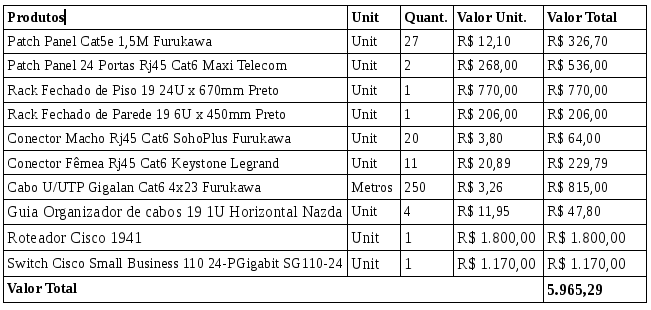 Produtos Unit Quant. Valor Unit. Valor Total
Patch Panel Cat5e 1,5M Furukawa Unit 27 R$ 12,10 R$ 326,70
Patch Panel 24 Portas Rj45 Cat6 Maxi Telecom Unit 2 R$ 268,00 R$ 536,00
Rack Fechado de Piso 19 24U x 670mm Preto Unit 1 R$ 770,00 R$ 770,00
Rack Fechado de Parede 19 6U x 450mm Preto Unit 1 R$ 206,00 R$ 206,00
Conector Macho Rj45 Cat6 SohoPlus Furukawa Unit 20 R$ 3,80 R$ 64,00
Conector Fêmea Rj45 Cat6 Keystone Legrand Unit 11 R$ 20,89 R$ 229,79
Cabo U/UTP Gigalan Cat6 4x23 Furukawa Metros 250 R$ 3,26 R$ 815,00
Guia Organizador de cabos 19 1U Horizontal Nazda Unit 4 R$ 11,95 R$ 47,80
Roteador Cisco 1941 Unit 1 R$ 1.800,00 R$ 1.800,00
Switch Cisco Small Business 110 24-PGigabit SG110-24 Unit 1 R$ 1.170,00 R$ 1.170,00
Valor Total 5.965,29